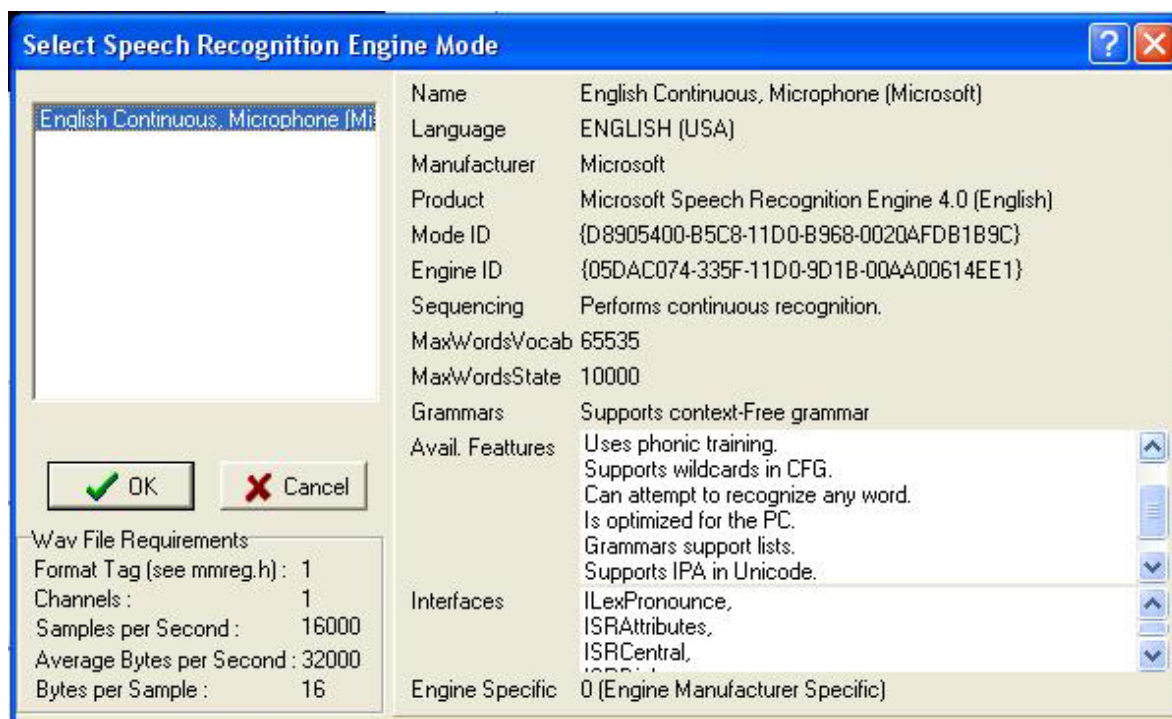 Select Speech Recognition Engine Mode
English Continuous, Microphone (Mi
Name English Continuous, Microphone (Microsoft)
Language ENGLISH (USA)
Manufacturer Microsoft
Product Microsoft Speech Recognition Engine 4.0 (English)
Mode ID {D8905400-B5C8-11D0-B968-0020AFDB1B9C}
Engine ID {05DAC074-335F-11D0-9D1B-00AA00614EE1}
Sequencing Performs continuous recognition.
MaxWordsVocab 65535
MaxWordsState 10000
Grammars Supports context-Free grammar
Avail. Feattures Uses phonic training.
Supports wildcards in CFG.
Can attempt to recognize any word.
Is optimized for the PC.
Grammars support lists.
Supports IPA in Unicode.
Interfaces ILexPronounce,
ISRAttributes,
ISRCentral,
Engine Specific 0 (Engine Manufacturer Specific)
OK Cancel
Wav File Requirements
Format Tag (see mmreg.h) : 1
Channels : 1
Samples per Second : 16000
Average Bytes per Second : 32000
Bytes per Sample : 16